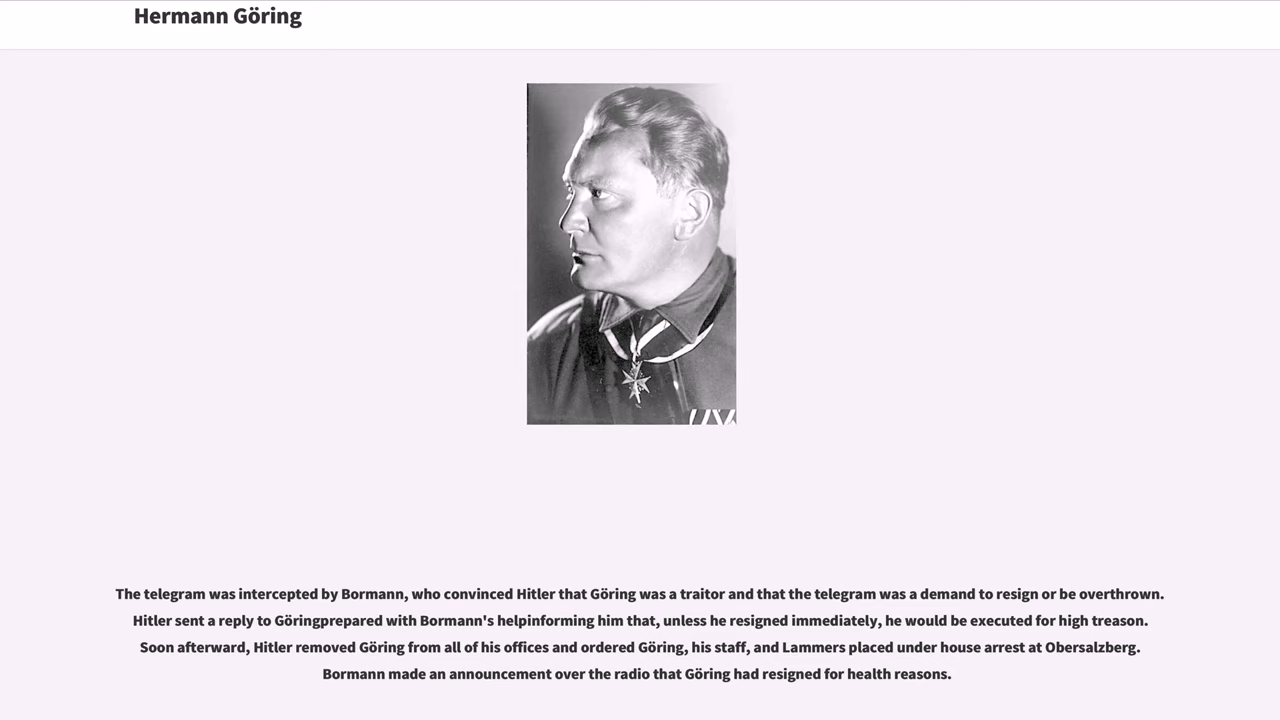 Hermann Göring
The telegram was intercepted by Bormann, who convinced Hitler that Göring was a traitor and that the telegram was a demand to resign or be overthrown.
Hitler sent a reply to Göringprepared with Bormann's helpinforming him that, unless he resigned immediately, he would be executed for high treason.
Soon afterward, Hitler removed Göring from all of his offices and ordered Göring, his staff, and Lammers placed under house arrest at Obersalzberg.
Bormann made an announcement over the radio that Göring had resigned for health reasons.